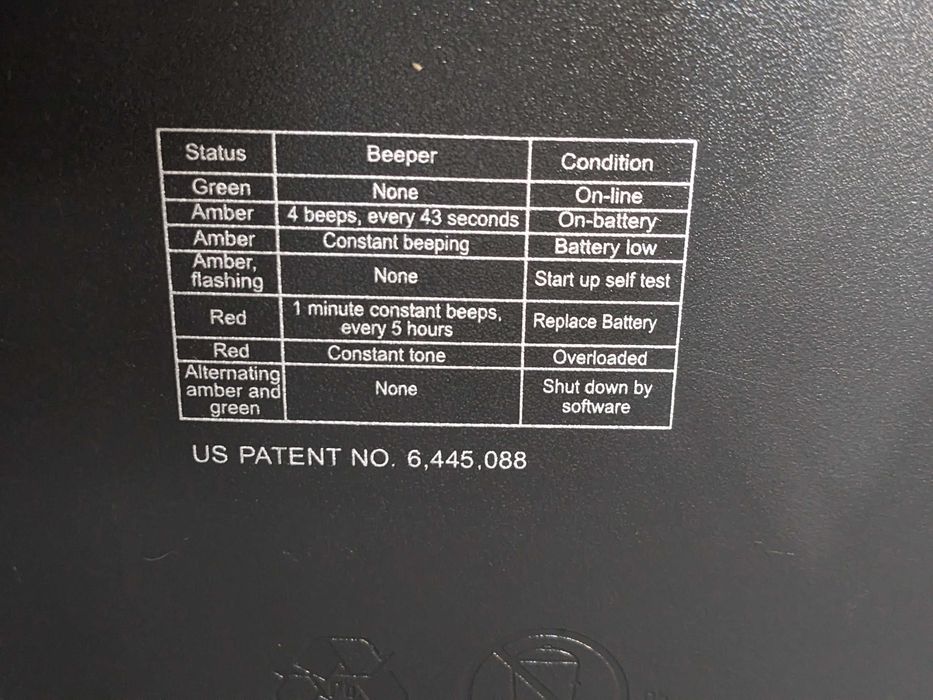 Status Beeper Condition
Green None On-line
Amber 4 beeps, every 43 seconds On-battery
Amber Constant beeping Battery low
Amber,
flashing None Start up self test
Red 1 minute constant beeps,
every 5 hours Replace Battery
Red Constant tone Overloaded
Alternating
amber and
green None Shut down by
software
US PATENT NO. 6,445,088